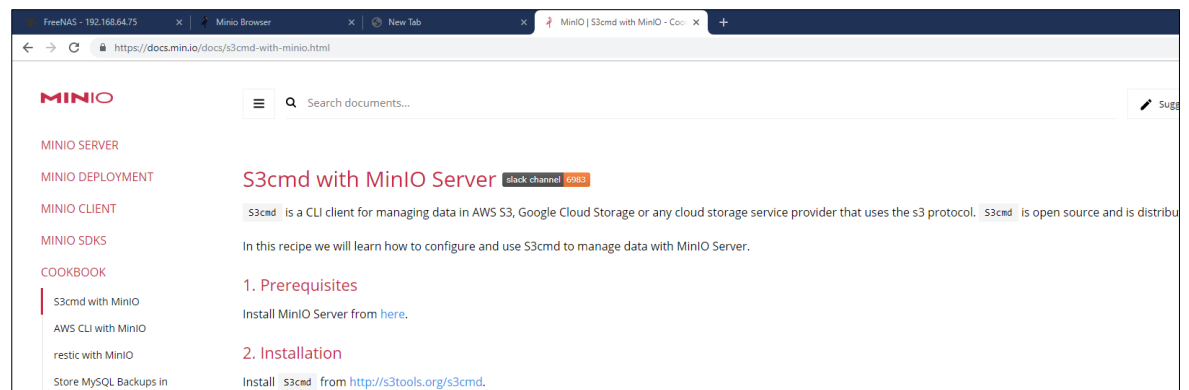 FreeNAS - 192.168.64.75
Minio Browser
New Tab
MinIO | S3cmd with MinIO - Coo
https://docs.min.io/docs/s3cmd-with-minio.html
MINIO
Search documents...
Sugg
MINIO SERVER
MINIO DEPLOYMENT
MINIO CLIENT
MINIO SDKS
COOKBOOK
S3cmd with MinIO
AWS CLI with MinIO
restic with MinIO
Store MySQL Backups in
S3cmd with MinIO Server slack channel 6983
S3cmd is a CLI client for managing data in AWS S3, Google Cloud Storage or any cloud storage service provider that uses the s3 protocol. S3cmd is open source and is distribu
In this recipe we will learn how to configure and use S3cmd to manage data with MinIO Server.
1. Prerequisites
Install MinIO Server from here.
2. Installation
Install S3cmd from http://s3tools.org/s3cmd.